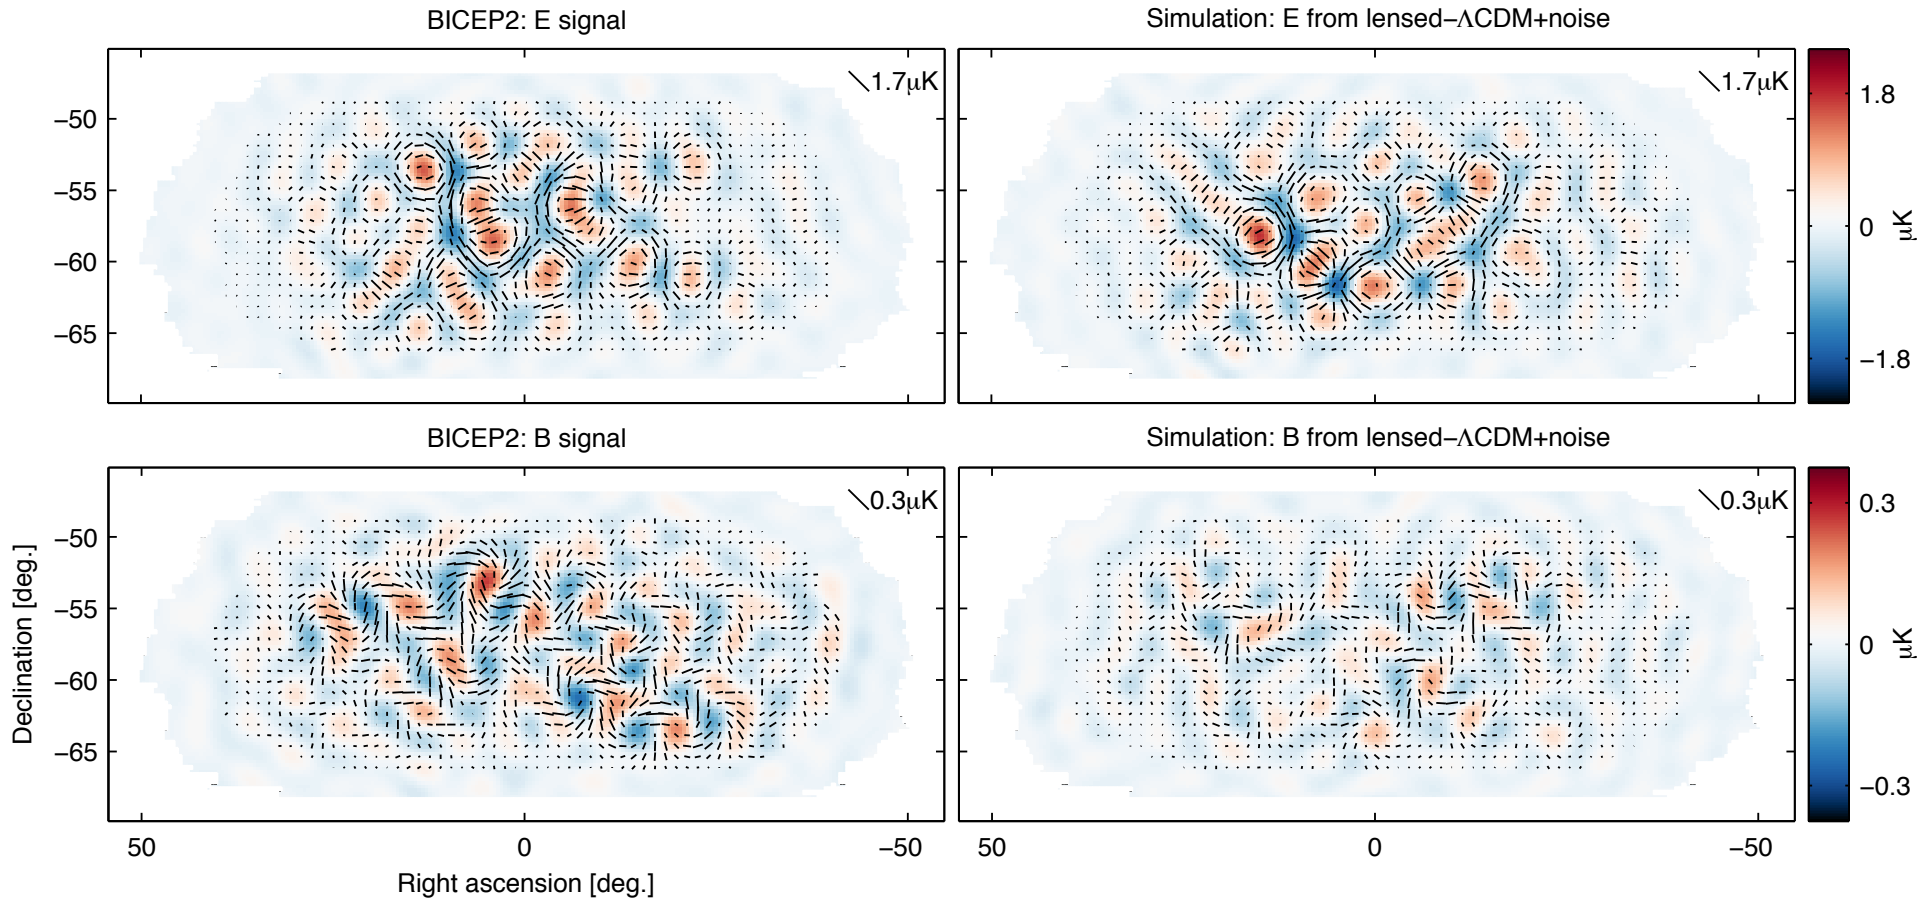 BICEP2: E signal
Simulation: E from lensed−ΛCDM+noise
1.7μK
1.7μK
−50
−55
−60
−65
1.8
0
−1.8
μK
BICEP2: B signal
Simulation: B from lensed−ΛCDM+noise
0.3μK
0.3μK
−50
−55
−60
−65
0.3
0
−0.3
μK
Declination [deg.]
50
0
−50
50
0
−50
Right ascension [deg.]